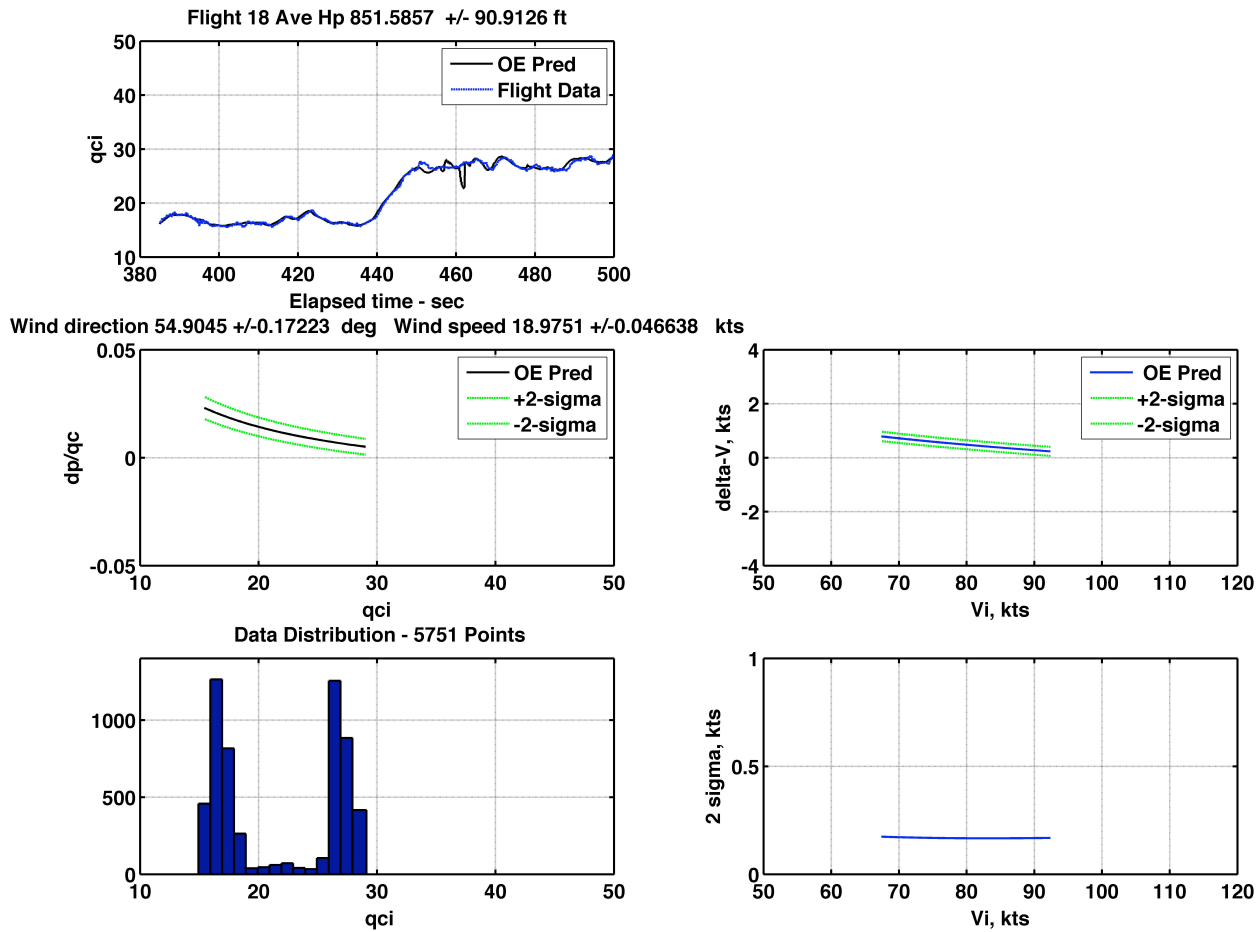 Flight 18 Ave Hp 851.5857  +/- 90.9126 ft
50
40
30
20
10
qci
OE Pred
Flight Data
380 400 420 440 460 480 500
Elapsed time - sec
Wind direction 54.9045 +/-0.17223  deg   Wind speed 18.9751 +/-0.046638   kts
0.05
0
-0.05
dp/qc
OE Pred
+2-sigma
-2-sigma
10 20 30 40 50
qci
4
2
0
-2
-4
delta-V, kts
OE Pred
+2-sigma
-2-sigma
50 60 70 80 90 100 110 120
Vi, kts
Data Distribution - 5751 Points
1000
500
0
10 20 30 40 50
qci
1
0.5
0
2 sigma, kts
50 60 70 80 90 100 110 120
Vi, kts